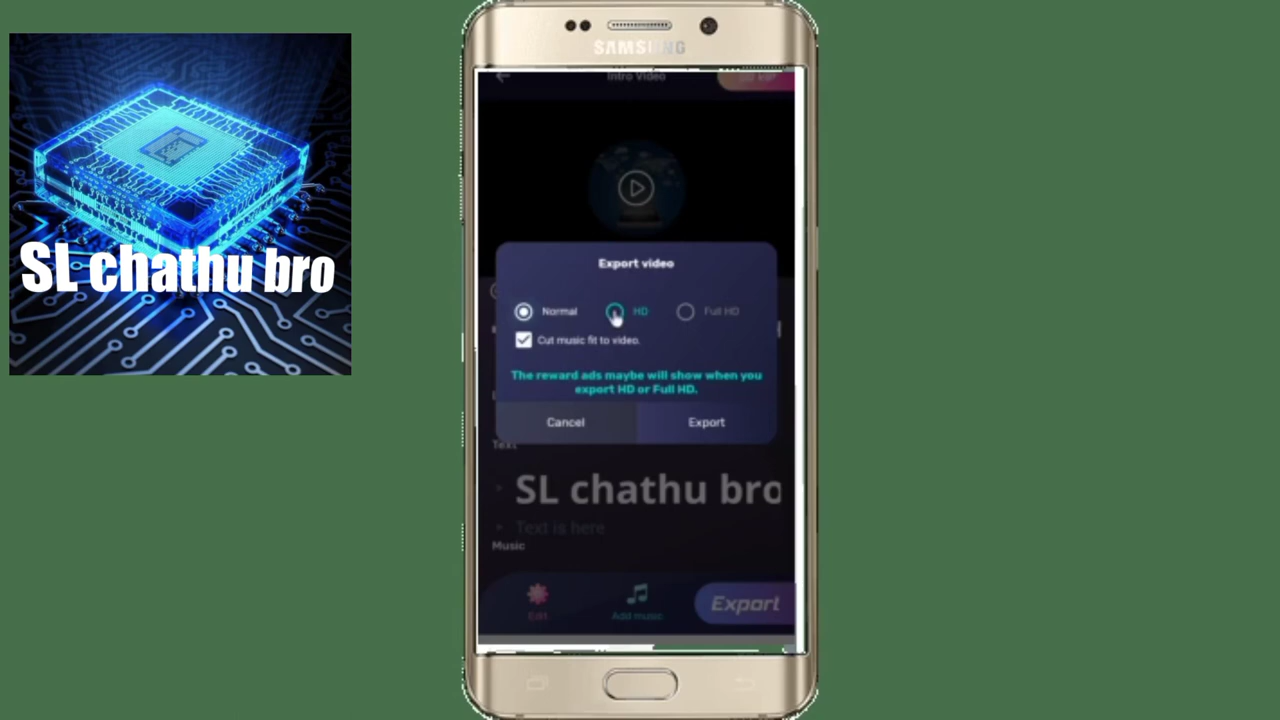 SL chathu bro
SAMSUNG
Intro Video
Export video
Normal HD Full HD
Cut music fit to video.
The reward ads maybe will show when you
export HD or Full HD.
Cancel Export
Text
SL chathu bro
Text is here
Music
Edit Add music Export